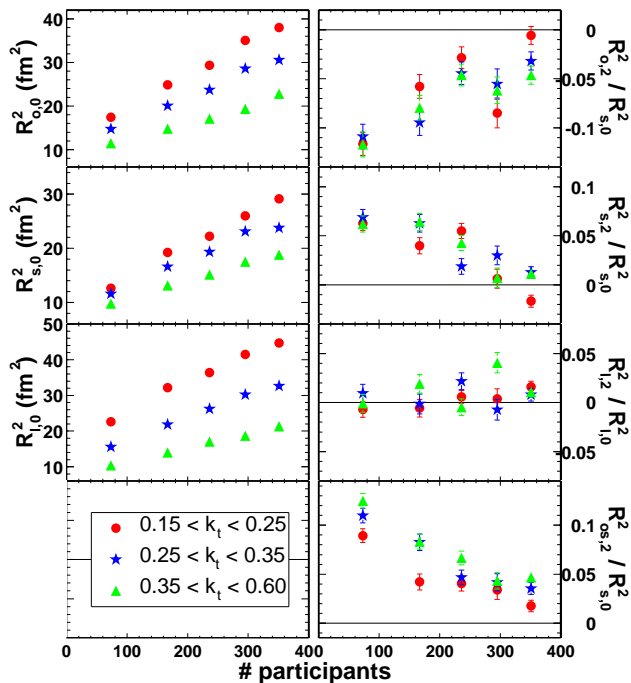 40
30
20
10
R²o,0 (fm²)
0
0.05
-0.1
R²o,2 / R²s,0
30
20
10
R²s,0 (fm²)
0.1
0.05
0
R²s,2 / R²s,0
50
40
30
20
10
R²l,0 (fm²)
0.05
0
0.05
R²l,2 / R²l,0
0.15 < kt < 0.25
0.25 < kt < 0.35
0.35 < kt < 0.60
0.1
0.05
0
R²os,2 / R²s,0
0 100 200 300 400 0 100 200 300 400
# participants